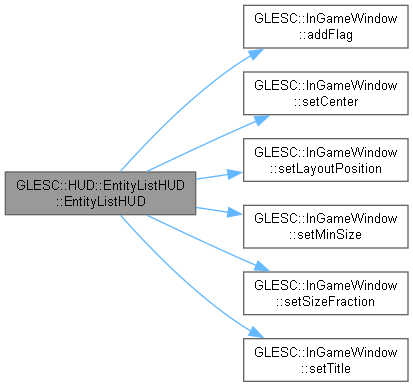 GLESC::HUD::EntityListHUD
::EntityListHUD
GLESC::InGameWindow
::addFlag
GLESC::InGameWindow
::setCenter
GLESC::InGameWindow
::setLayoutPosition
GLESC::InGameWindow
::setMinSize
GLESC::InGameWindow
::setSizeFraction
GLESC::InGameWindow
::setTitle